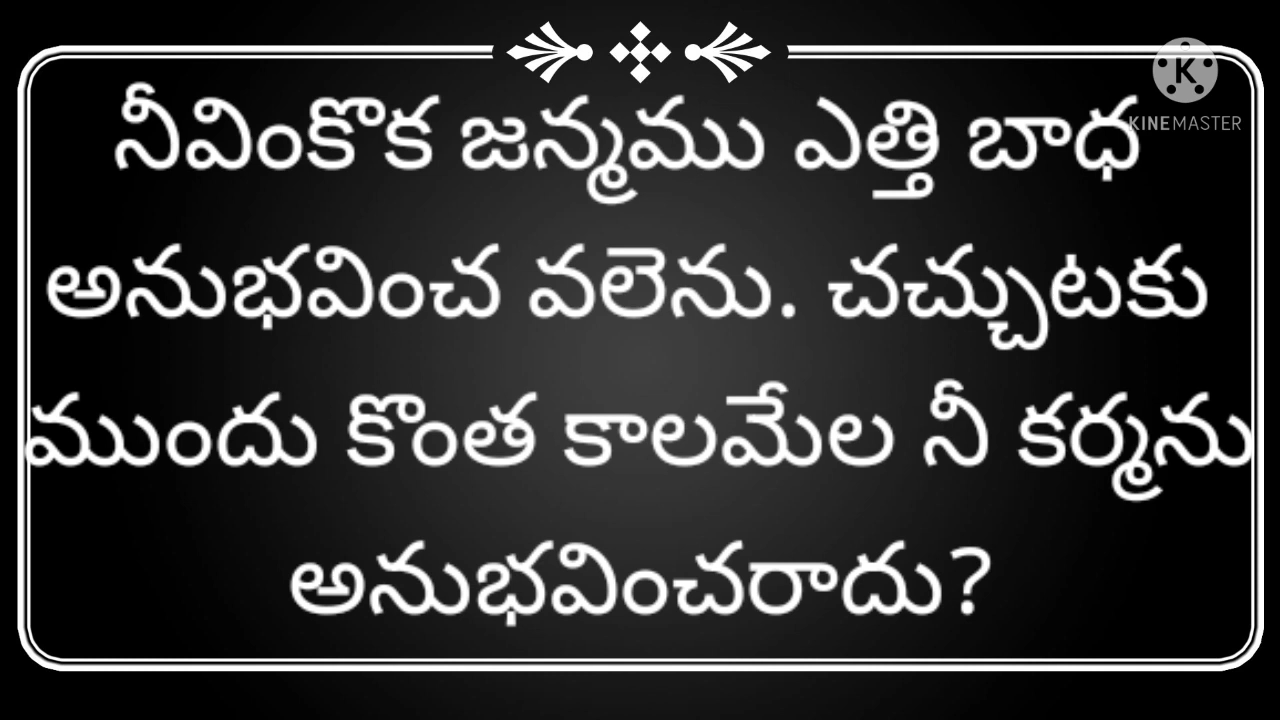 నీవింకొక జన్మము ఎత్తి బాధ
KINEMASTER
అనుభవించ వలెను. చచ్చుటకు
ముందు కొంత కాలమేల నీ కర్మను
అనుభవించరాదు?